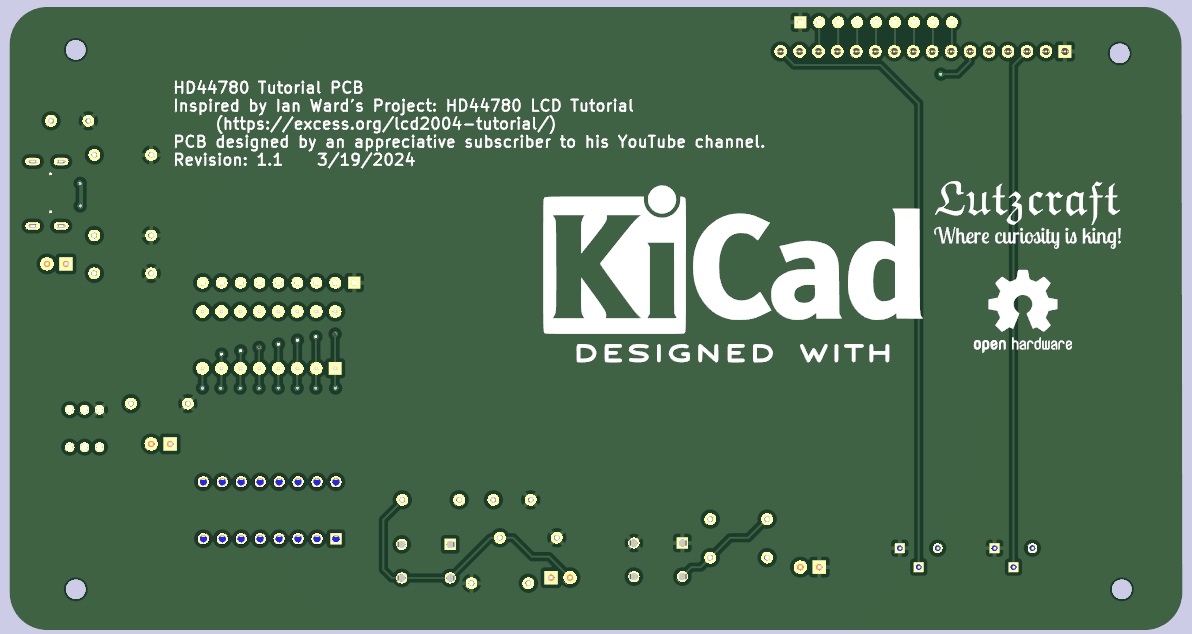 HD44780 Tutorial PCB
Inspired by Ian Ward's Project: HD44780 LCD Tutorial
(https://excess.org/lcd2004-tutorial/)
PCB designed by an appreciative subscriber to his YouTube channel.
Revision: 1.1 3/19/2024
KiCad
DESIGNED WITH
Lutzcraft
Where curiosity is king!
open hardware